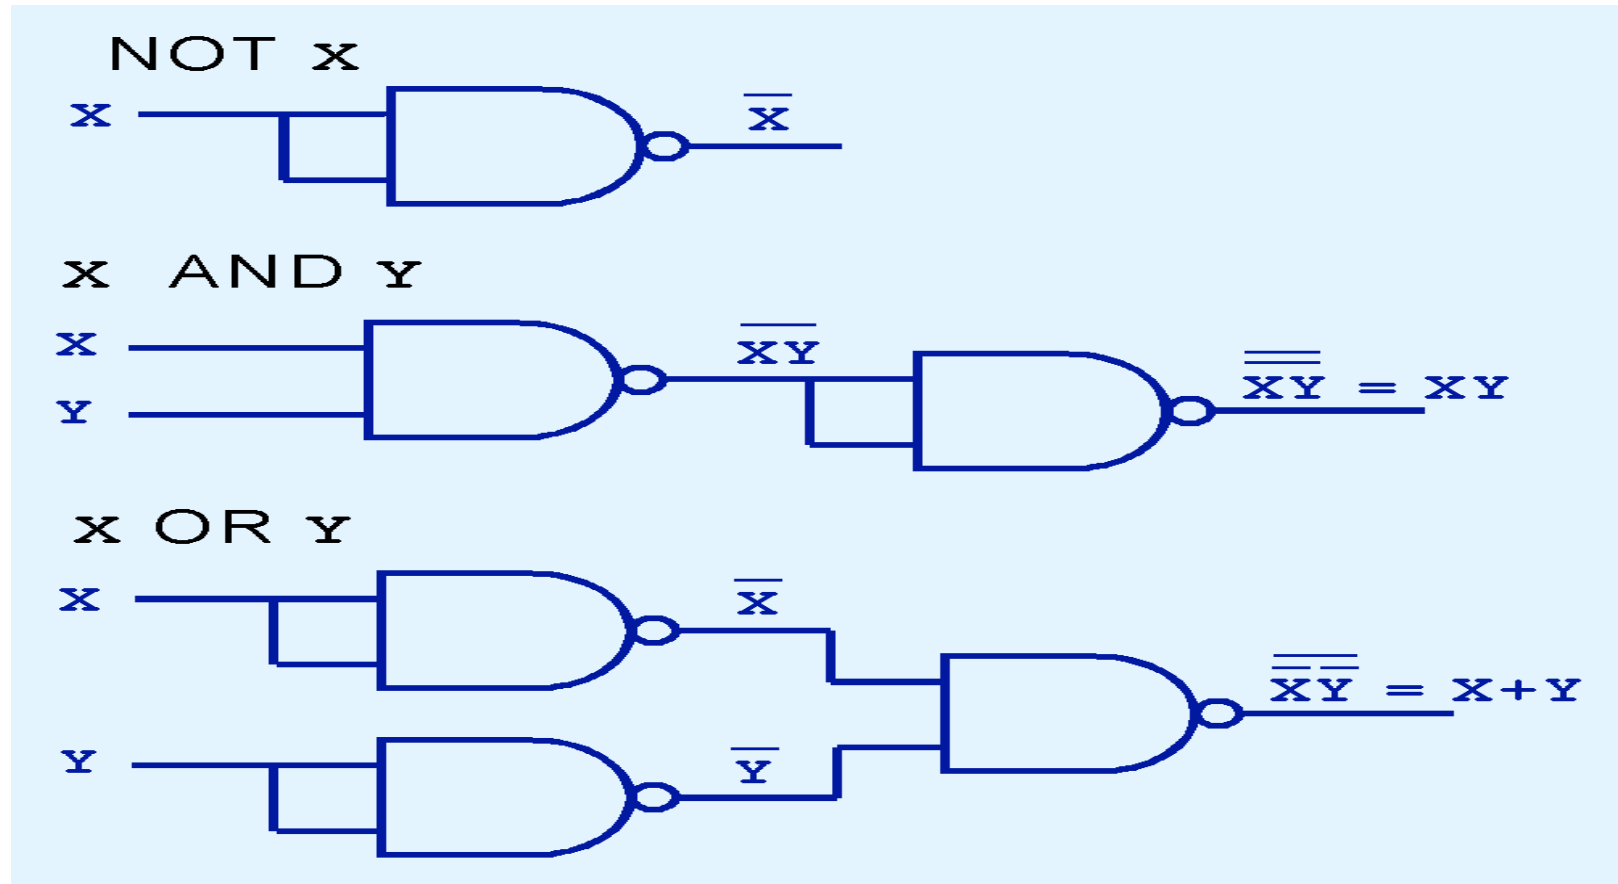 NOT X
X X̅
X AND Y
X X̅Y̅ X̿Y̿ = XY
Y
X OR Y
X X̅
X̿ Y̿ = X+Y
Y Y̅